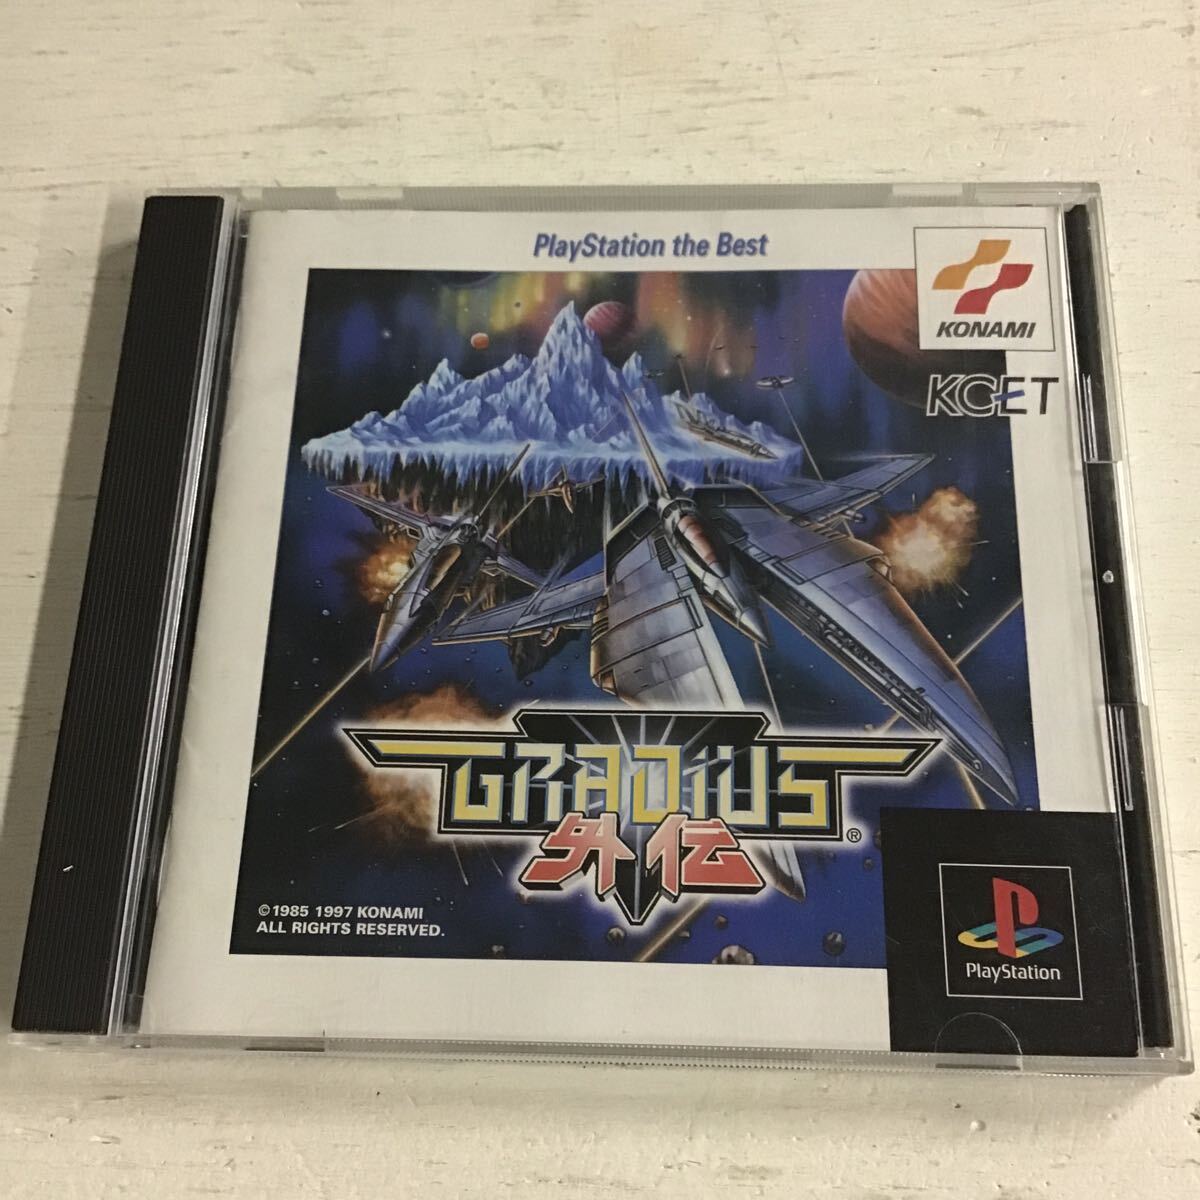 PlayStation the Best
KONAMI
KCET
GRADIUS
®
外伝
© 1985 1997 KONAMI
ALL RIGHTS RESERVED.
PlayStation